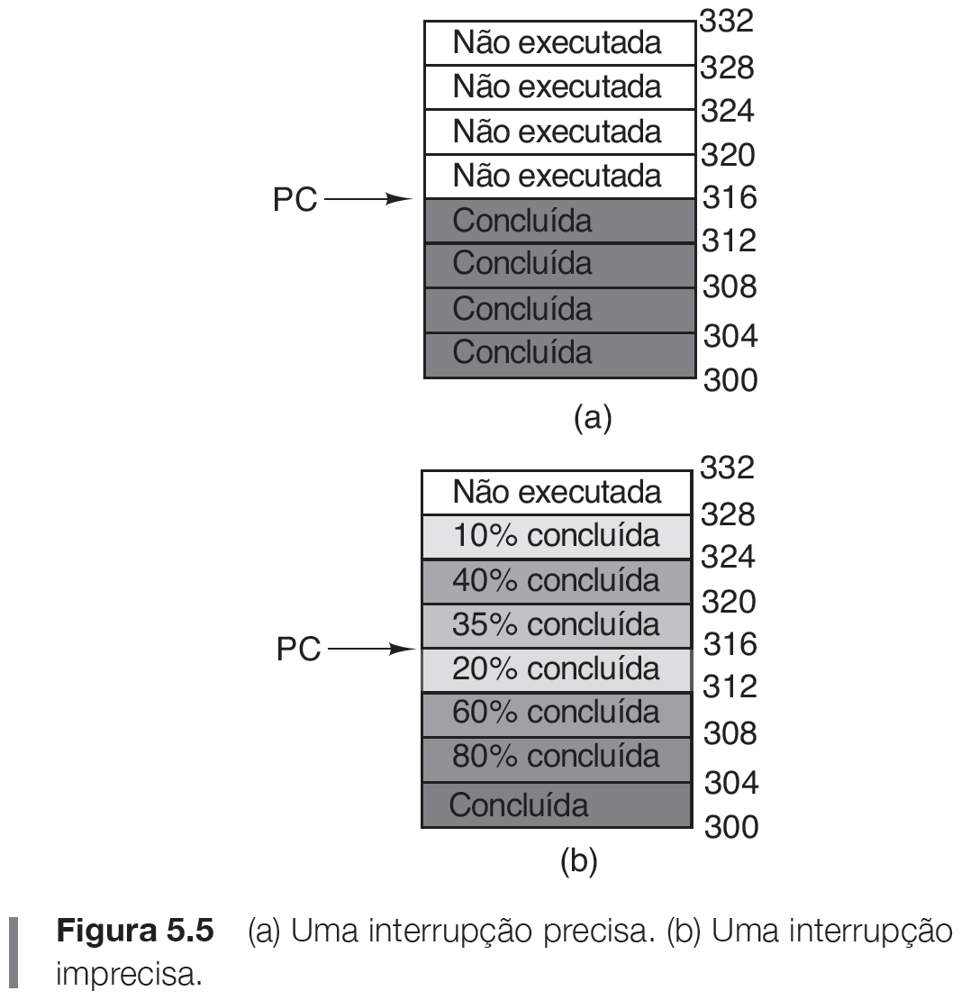 332
Não executada
328
Não executada
324
Não executada
320
Não executada
PC
316
Concluída
312
Concluída
308
Concluída
304
Concluída
300
(a)
332
Não executada
328
10% concluída
324
40% concluída
320
35% concluída
PC
316
20% concluída
312
60% concluída
308
80% concluída
304
Concluída
300
(b)
Figura 5.5 (a) Uma interrupção precisa. (b) Uma interrupção
imprecisa.